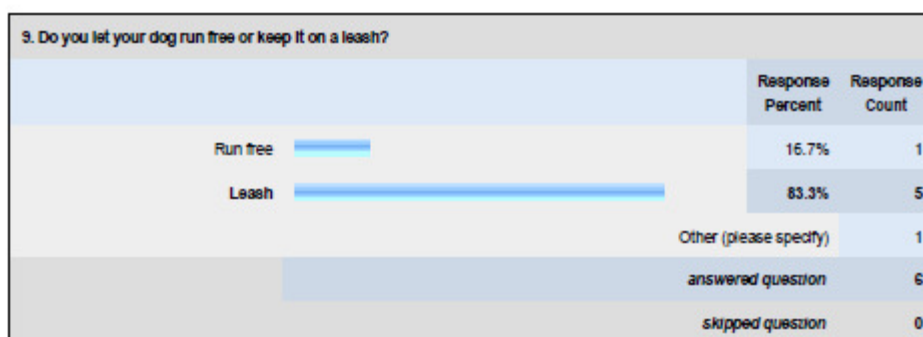 9. Do you let your dog run free or keep it on a leash?
Response Percent
Response Count
Run free 16.7% 1
Leash 83.3% 5
Other (please specify) 1
answered question 6
skipped question 0